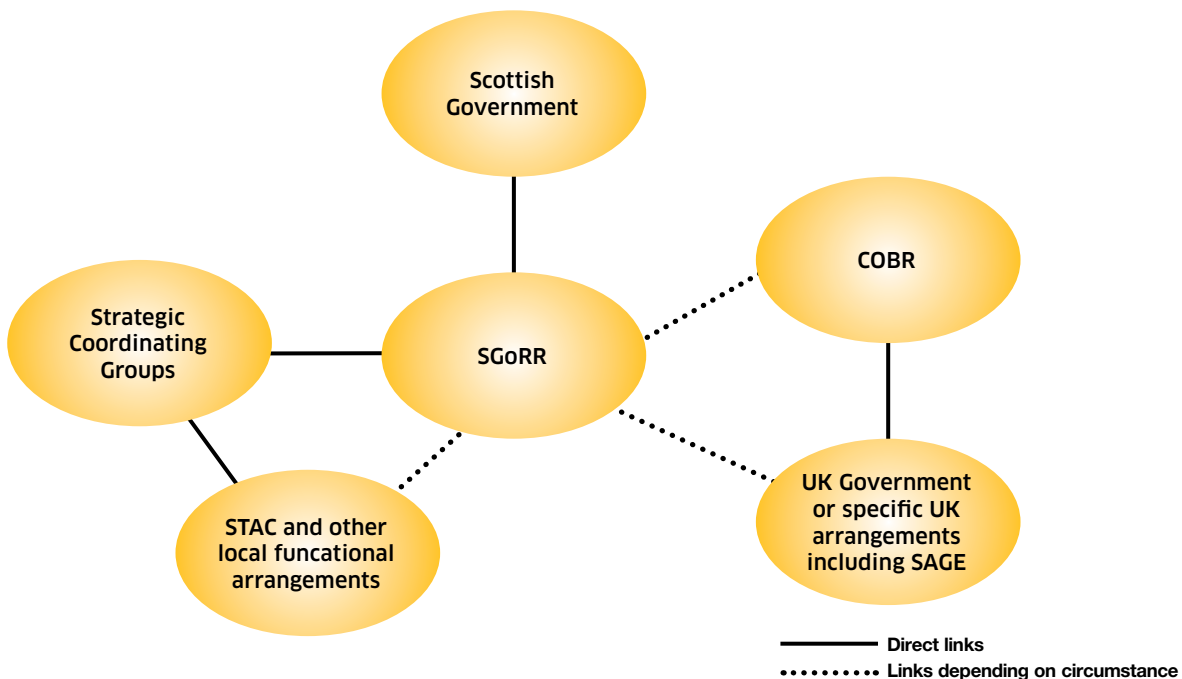 Scottish
Government
COBR
Strategic
Coordinating
Groups
SGoRR
STAC and other
local funcational
arrangements
UK Government
or specific UK
arrangements
including SAGE
Direct links
Links depending on circumstance